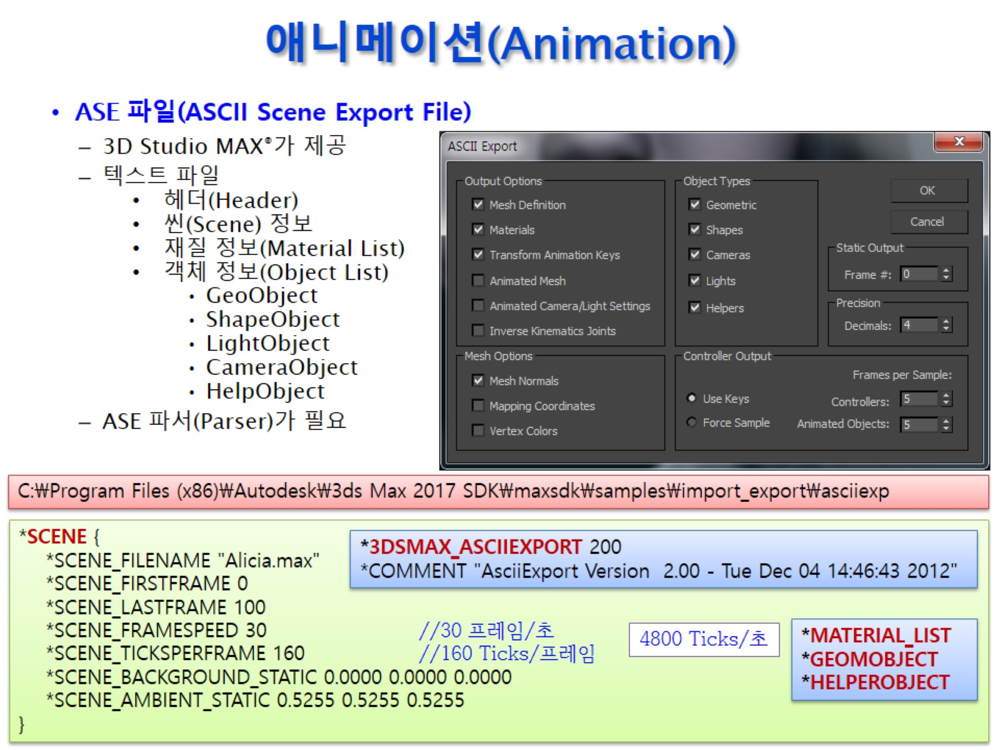 애니메이션(Animation)
• ASE 파일(ASCII Scene Export File)
– 3D Studio MAX®가 제공
– 텍스트 파일
• 헤더(Header)
• 씬(Scene) 정보
• 재질 정보(Material List)
• 객체 정보(Object List)
• GeoObject
• ShapeObject
• LightObject
• CameraObject
• HelpObject
– ASE 파서(Parser)가 필요
ASCII Export
Output Options
Mesh Definition
Materials
Transform Animation Keys
Animated Mesh
Animated Camera/Light Settings
Inverse Kinematics Joints
Mesh Options
Mesh Normals
Mapping Coordinates
Vertex Colors
Object Types
Geometric
Shapes
Cameras
Lights
Helpers
OK
Cancel
Static Output
Frame #: 0
Precision
Decimals: 4
Controller Output
Frames per Sample:
Use Keys
Controllers: 5
Force Sample
Animated Objects: 5
C:₩Program Files (x86)₩Autodesk₩3ds Max 2017 SDK₩maxsdk₩samples₩import_export₩asciiexp
*SCENE {
*SCENE_FILENAME "Alicia.max"
*SCENE_FIRSTFRAME 0
*SCENE_LASTFRAME 100
*SCENE_FRAMESPEED 30 //30 프레임/초
*SCENE_TICKSPERFRAME 160 //160 Ticks/프레임
*SCENE_BACKGROUND_STATIC 0.0000 0.0000 0.0000
*SCENE_AMBIENT_STATIC 0.5255 0.5255 0.5255
}
*3DSMAX_ASCIIEXPORT 200
*COMMENT "AsciiExport Version  2.00 - Tue Dec 04 14:46:43 2012"
4800 Ticks/초
*MATERIAL_LIST
*GEOMOBJECT
*HELPEROBJECT